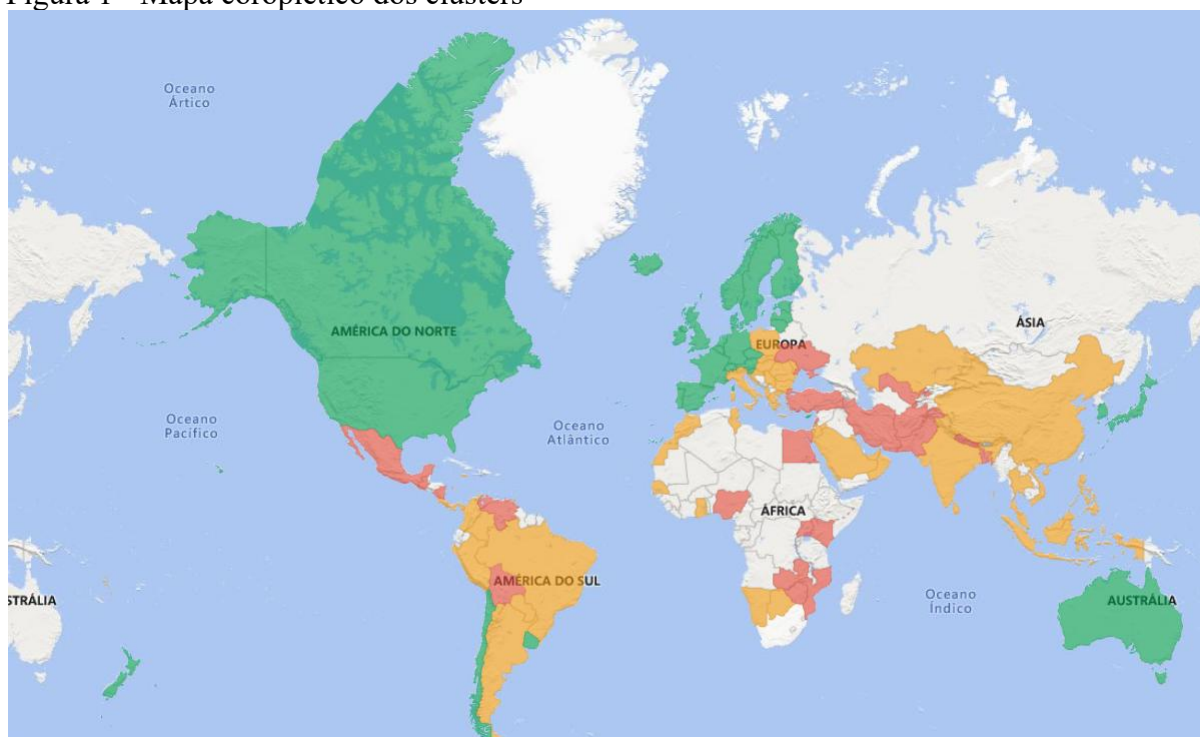 Figura 1 - Mapa coroplético dos clusters
Oceano
Ártico
AMÉRICA DO NORTE
ÁSIA
EUROPA
Oceano
Pacífico
Oceano
Atlântico
ÁFRICA
AMÉRICA DO SUL
Oceano
Índico
STRÁLIA
AUSTRÁLIA